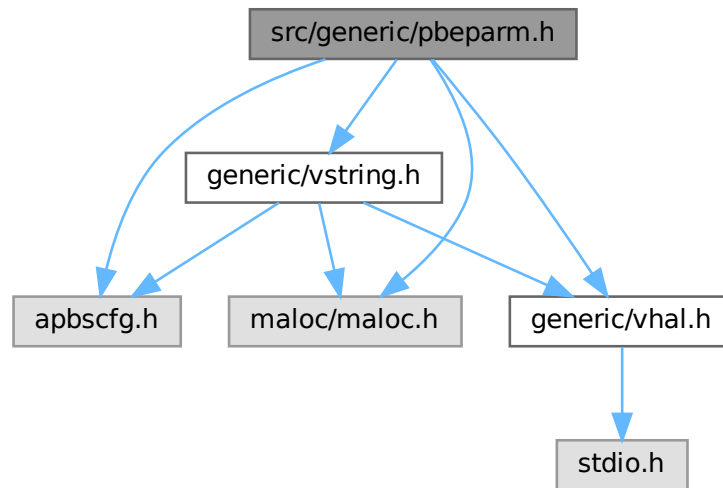 src/generic/pbeparm.h
generic/vstring.h
apbscfg.h
maloc/maloc.h
generic/vhal.h
stdio.h